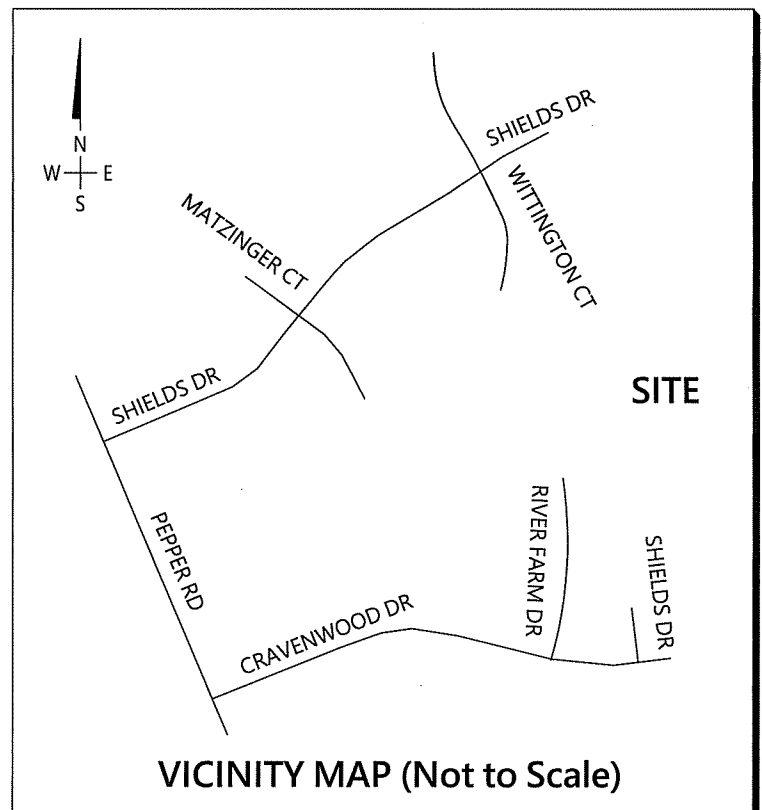 N
W E
S
SHIELDS DR
WITTINGTON CT
MATZINGER CT
SHIELDS DR
SITE
PEPPER RD
RIVER FARM DR
SHIELDS DR
CRAVENWOOD DR
VICINITY MAP (Not to Scale)